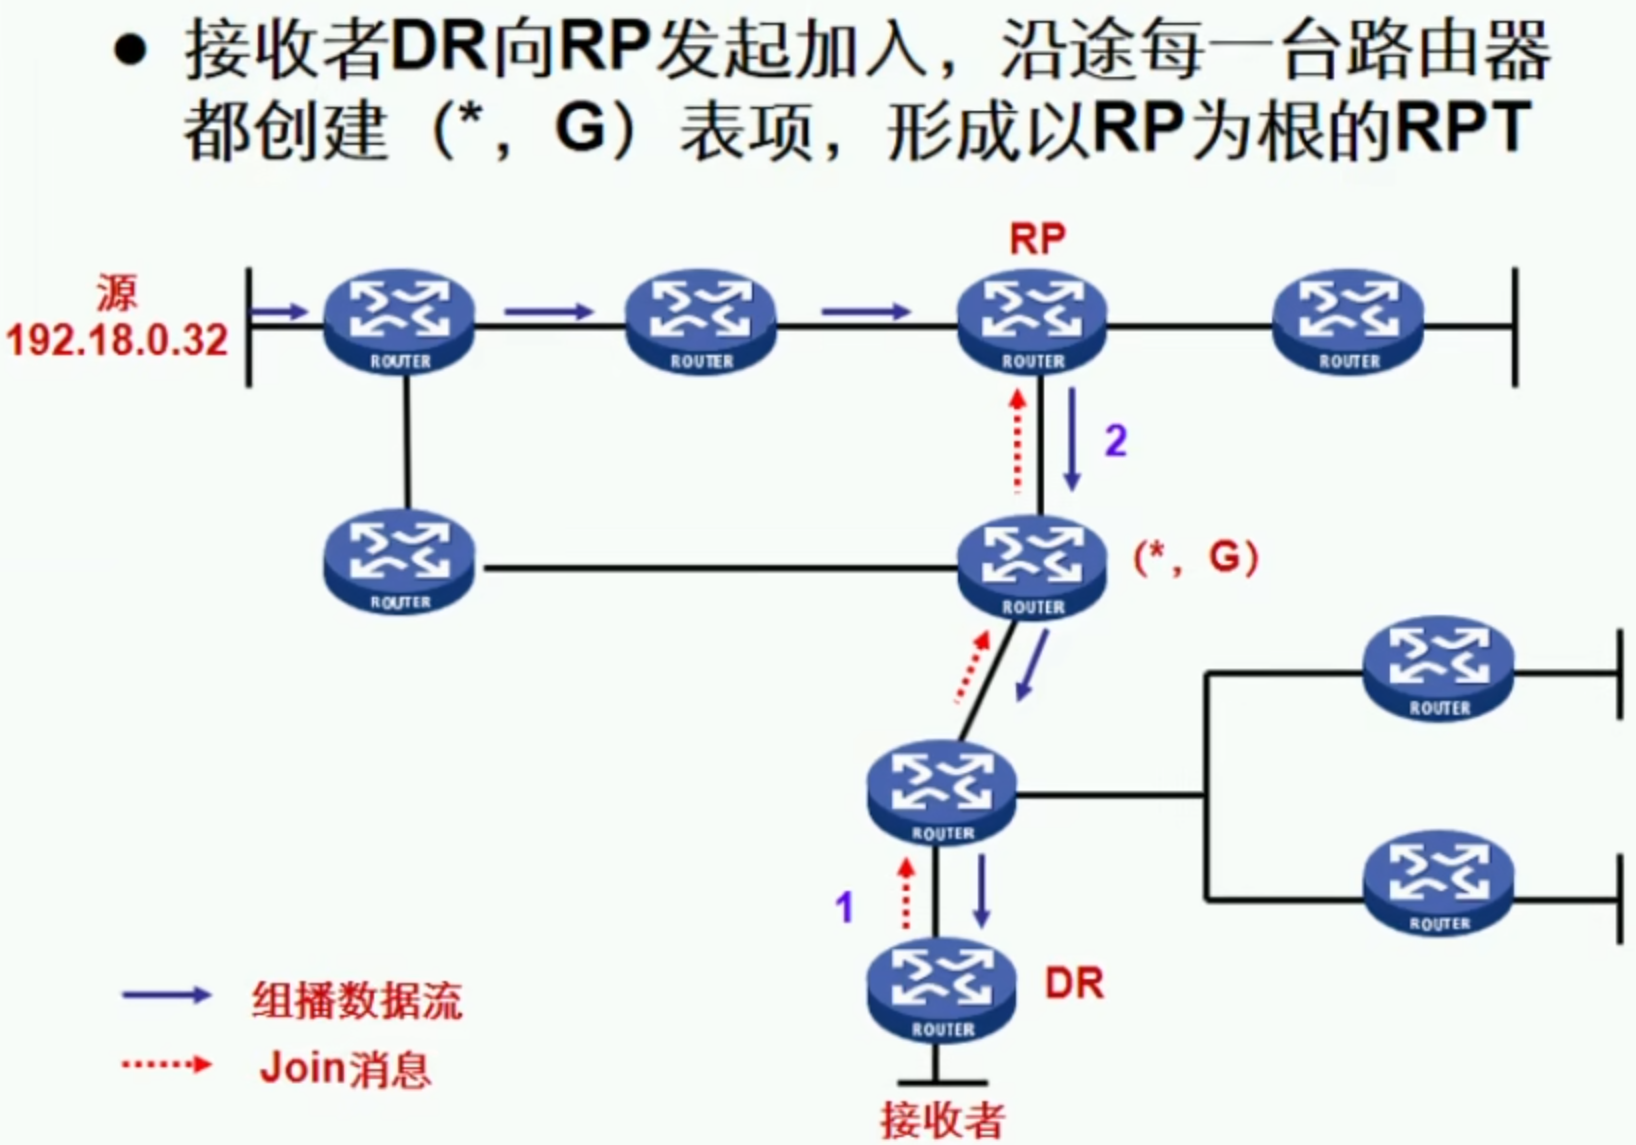 ● 接收者DR向RP发起加入，沿途每一台路由器
都创建（*，G）表项，形成以RP为根的RPT
RP
源
192.18.0.32
ROUTER
ROUTER
ROUTER
ROUTER
2
ROUTER
ROUTER
(*，G）
ROUTER
ROUTER
1
ROUTER
DR
ROUTER
组播数据流
Join消息
接收者